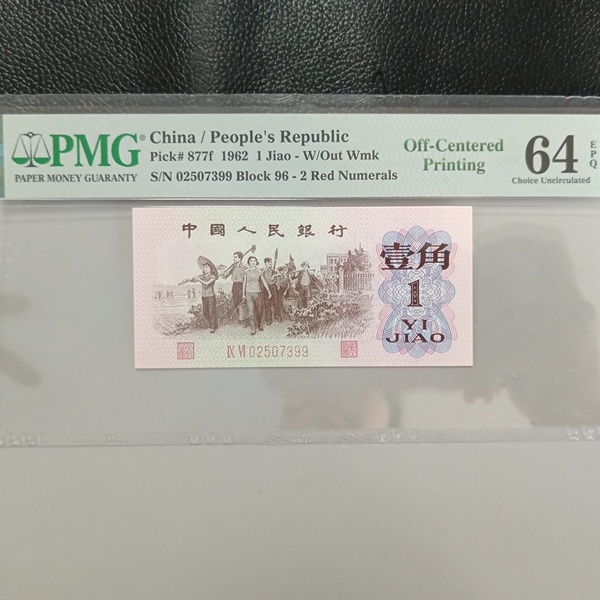 PMG®
PAPER MONEY GUARANTY
China / People's Republic
Pick# 877f 1962 1 Jiao - W/Out Wmk
S/N 02507399 Block 96 - 2 Red Numerals
Off-Centered
Printing
64
EPQ
Choice Uncirculated
中國人民銀行
壹角
1
YI
JIAO
IX VI 02507399